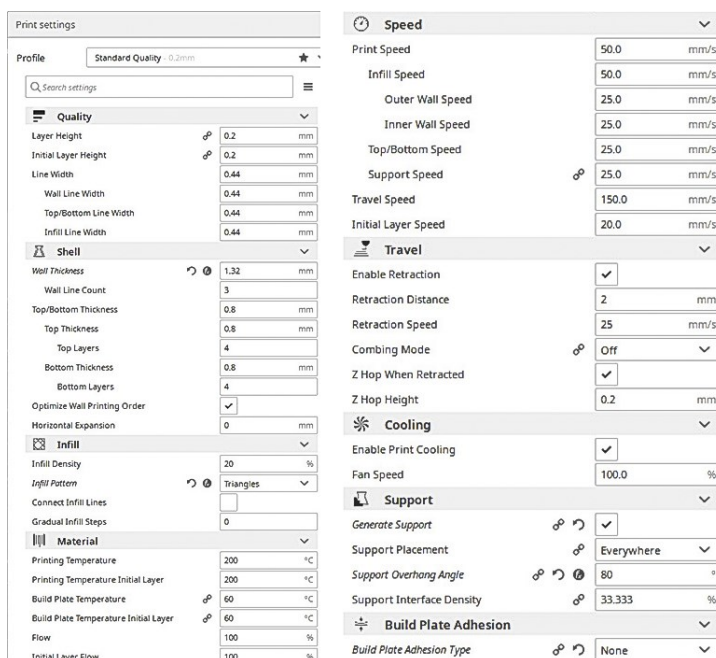 Print settings
Profile Standard Quality - 0.2mm
Search settings
Quality
Layer Height 0.2 mm
Initial Layer Height 0.2 mm
Line Width 0.44 mm
Wall Line Width 0.44 mm
Top/Bottom Line Width 0.44 mm
Infill Line Width 0.44 mm
Shell
Wall Thickness 1.32 mm
Wall Line Count 3
Top/Bottom Thickness 0.8 mm
Top Thickness 0.8 mm
Top Layers 4
Bottom Thickness 0.8 mm
Bottom Layers 4
Optimize Wall Printing Order
Horizontal Expansion 0 mm
Infill
Infill Density 20 %
Infill Pattern Triangles
Connect Infill Lines
Gradual Infill Steps 0
Material
Printing Temperature 200 °C
Printing Temperature Initial Layer 200 °C
Build Plate Temperature 60 °C
Build Plate Temperature Initial Layer 60 °C
Flow 100 %
Initial Layer Flow 100 %
Speed
Print Speed 50.0 mm/s
Infill Speed 50.0 mm/s
Outer Wall Speed 25.0 mm/s
Inner Wall Speed 25.0 mm/s
Top/Bottom Speed 25.0 mm/s
Support Speed 25.0 mm/s
Travel Speed 150.0 mm/s
Initial Layer Speed 20.0 mm/s
Travel
Enable Retraction
Retraction Distance 2 mm
Retraction Speed 25 mm/s
Combing Mode Off
Z Hop When Retracted
Z Hop Height 0.2 mm
Cooling
Enable Print Cooling
Fan Speed 100.0 %
Support
Generate Support
Support Placement Everywhere
Support Overhang Angle 80 °
Support Interface Density 33.333 %
Build Plate Adhesion
Build Plate Adhesion Type None